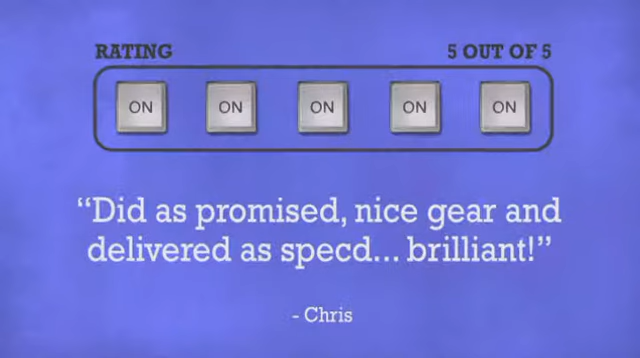 RATING 5 OUT OF 5
ON ON ON ON ON
“Did as promised, nice gear and
delivered as specd... brilliant!”
- Chris